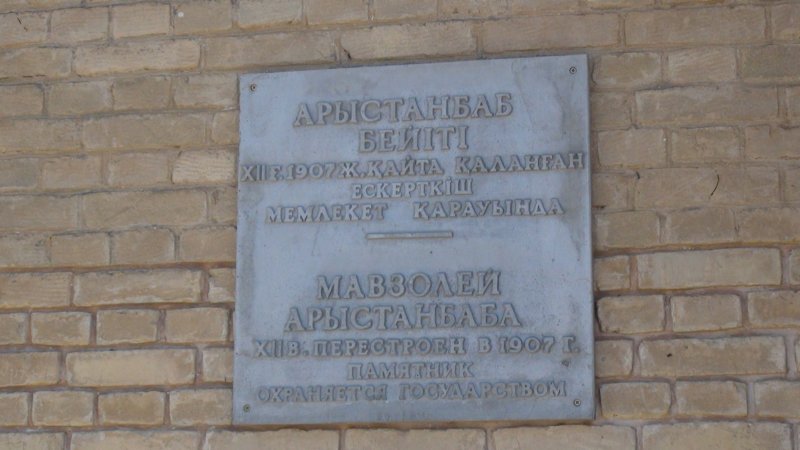 АРЫСТАНБАБ
БЕЙІТІ
XII Ғ. 1907 Ж. ҚАЙТА ҚАЛАНҒАН
ЕСКЕРТКІШ
МЕМЛЕКЕТ ҚАРАУЫНДА
МАВЗОЛЕЙ
АРЫСТАНБАБА
XII В. ПЕРЕСТРОЕН В 1907 Г.
ПАМЯТНИК
ОХРАНЯЕТСЯ ГОСУДАРСТВОМ